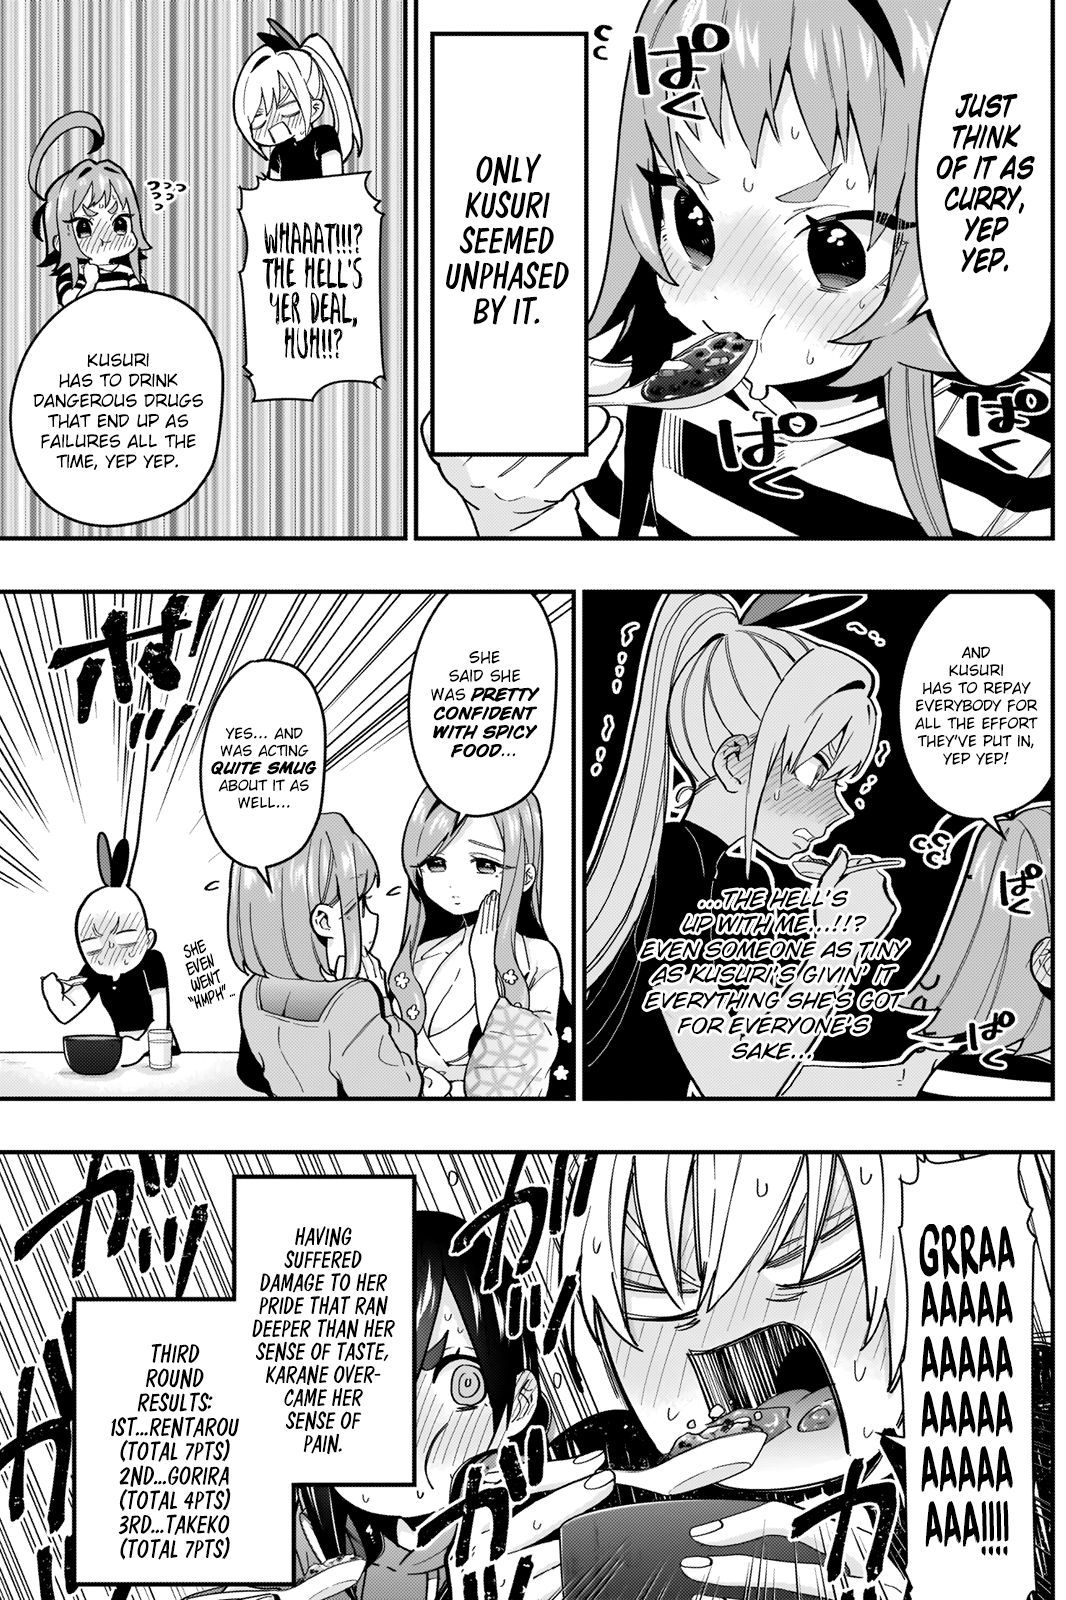 JUST
THINK
OF IT AS
CURRY,
YEP
YEP.
ぱく
ONLY
KUSURI
SEEMED
UNPHASED
BY IT.
ぱく
ぱく
WHAAAT!!!?
THE HELL'S
YER DEAL,
HUH!!!?
KUSURI
HAS TO DRINK
DANGEROUS DRUGS
THAT END UP AS
FAILURES ALL THE
TIME, YEP YEP.
AND
KUSURI
HAS TO REPAY
EVERYBODY FOR
ALL THE EFFORT
THEY'VE PUT IN,
YEP YEP!
ぱく
ぱく
...THE HELL'S
UP WITH ME...!!?
EVEN SOMEONE AS TINY
AS KUSURI'S GIVIN' IT
EVERYTHING SHE'S GOT
FOR EVERYONE'S
SAKE...
SHE
SAID SHE
WAS PRETTY
CONFIDENT
WITH SPICY
FOOD...
YES... AND
WAS ACTING
QUITE SMUG
ABOUT IT AS
WELL...
SHE
EVEN
WENT
"HMPH"...
GRRAA
AAAAA
AAAAA
AAAAA
AAAAA
AAA!!!!
HAVING
SUFFERED
DAMAGE TO HER
PRIDE THAT RAN
DEEPER THAN HER
SENSE OF TASTE,
KARANE OVER-
CAME HER
SENSE OF
PAIN.
THIRD
ROUND
RESULTS:
1ST...RENTAROU
(TOTAL 7PTS)
2ND...GORIRA
(TOTAL 4PTS)
3RD...TAKEKO
(TOTAL 7PTS)